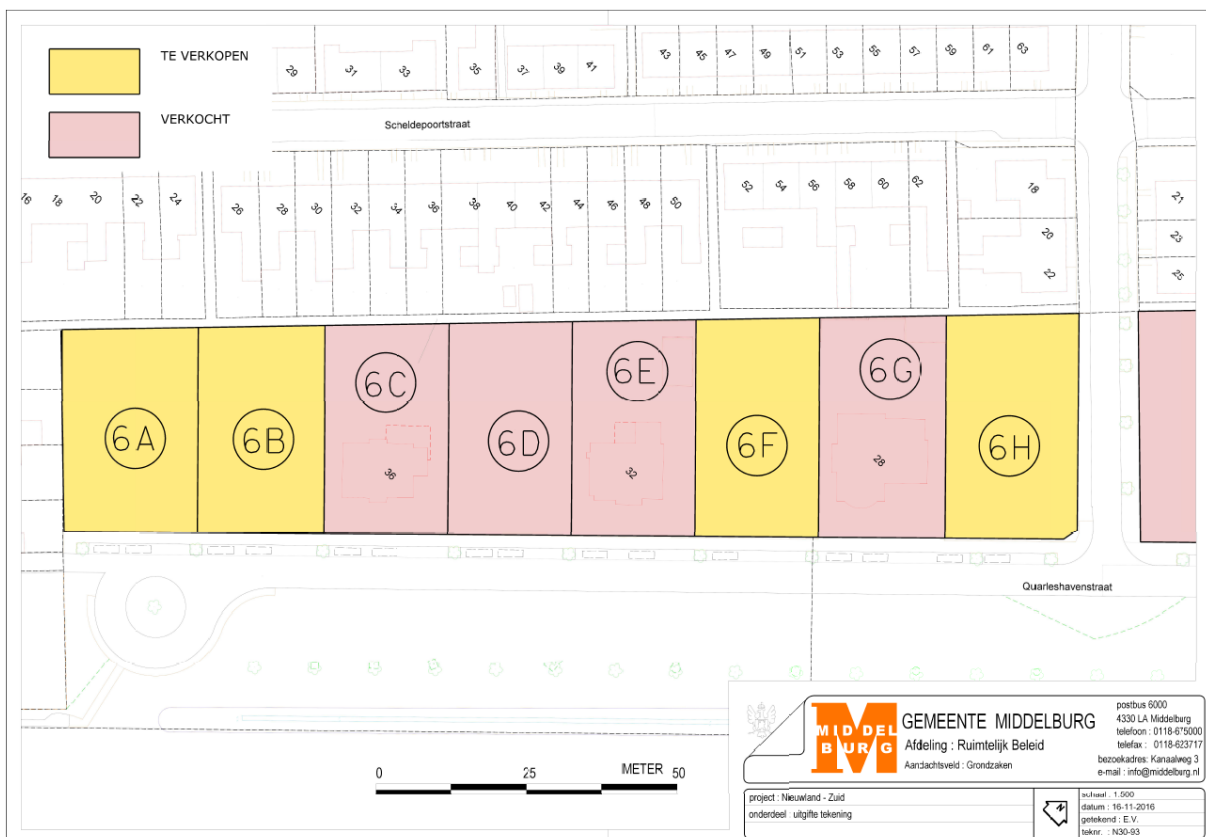 TE VERKOPEN
VERKOCHT
29
31
33
35
37
39
41
43
45
47
49
51
53
55
57
59
61
63
Scheldepoortstraat
16
18
20
22
24
26
28
30
32
34
36
38
40
42
44
46
48
50
52
54
56
58
60
62
18
20
22
21
23
25
6A
6B
6C
36
6D
6E
32
6F
6G
28
6H
Quarleshavenstraat
0 25 METER 50
MIDDEL
BURG
GEMEENTE MIDDELBURG
Afdeling : Ruimtelijk Beleid
Aandachtsveld : Grondzaken
postbus 6000
4330 LA Middelburg
telefoon : 0118-675000
telefax : 0118-623717
bezoekadres: Kanaalweg 3
e-mail : info@middelburg.nl
project : Nieuwland - Zuid
onderdeel : uitgifte tekening
N
schaal : 1:500
datum : 16-11-2016
getekend : E.V.
teknr. : N30-93